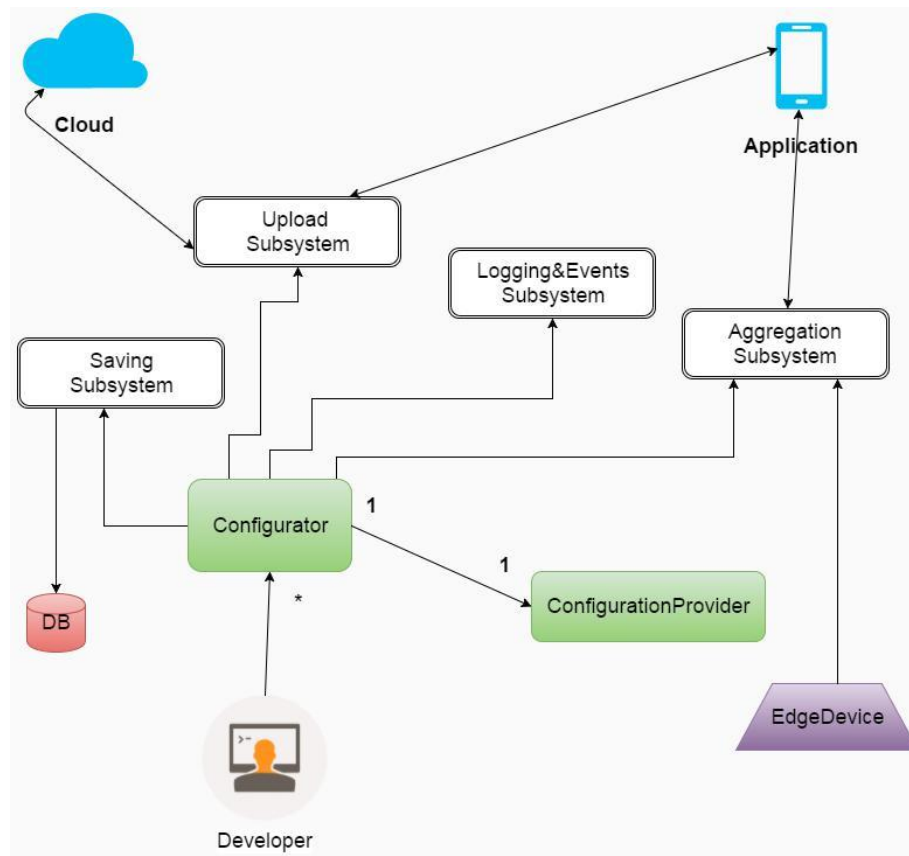 Cloud
Application
Upload
Subsystem
Logging&Events
Subsystem
Aggregation
Subsystem
Saving
Subsystem
Configurator
1
1
ConfigurationProvider
*
DB
EdgeDevice
>-
Developer